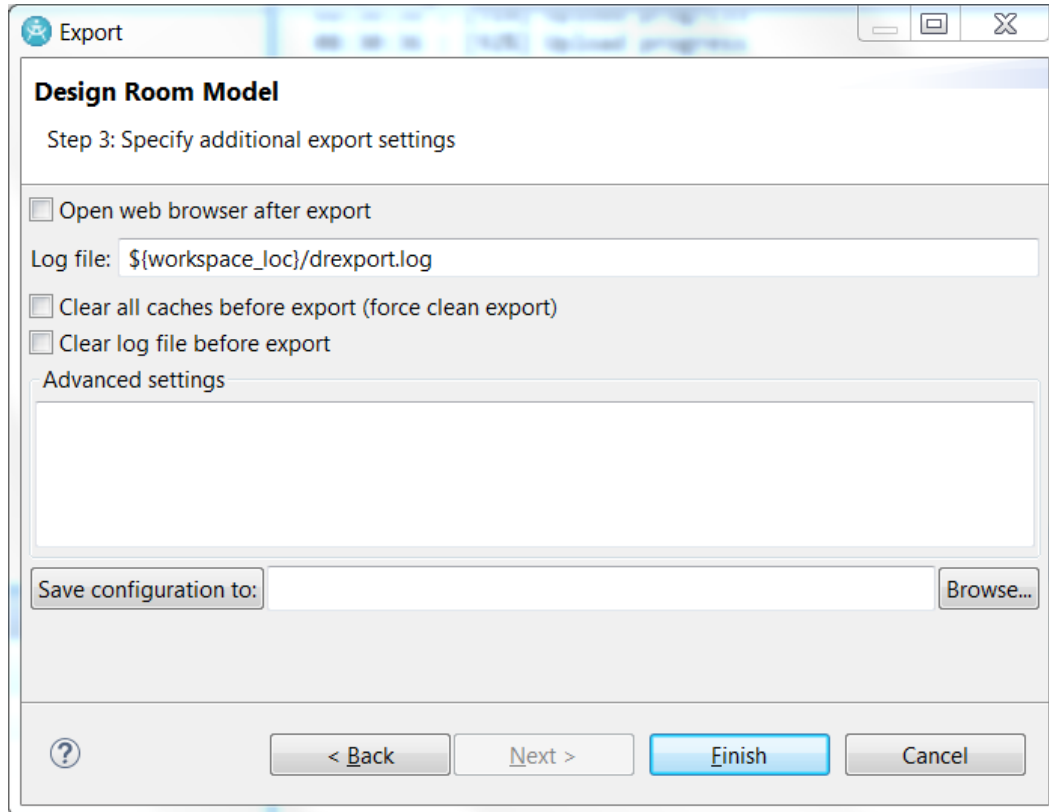 Export
Design Room Model
Step 3: Specify additional export settings
Open web browser after export
Log file: ${workspace_loc}/drexport.log
Clear all caches before export (force clean export)
Clear log file before export
Advanced settings
Save configuration to: Browse...
? < Back Next > Finish Cancel